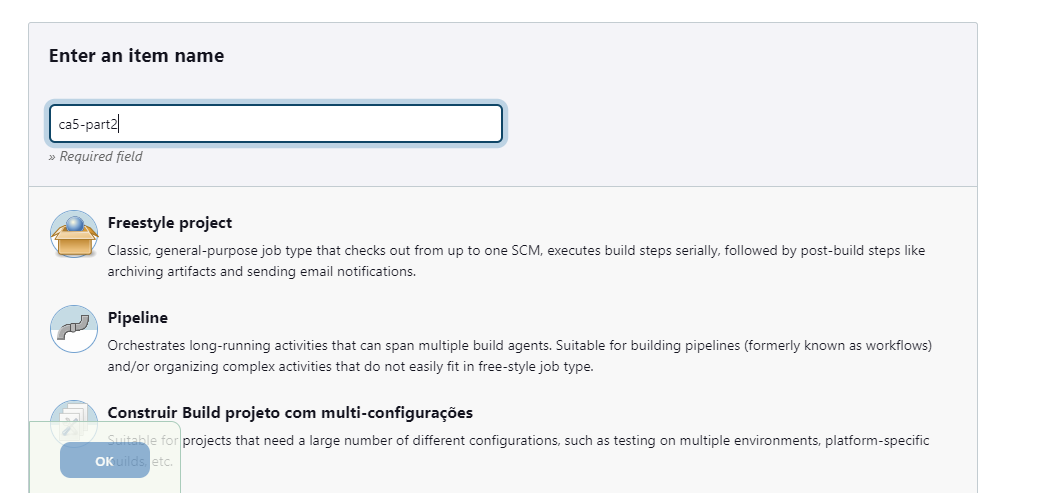 Enter an item name
ca5-part2
» Required field
Freestyle project
Classic, general-purpose job type that checks out from up to one SCM, executes build steps serially, followed by post-build steps like
archiving artifacts and sending email notifications.
Pipeline
Orchestrates long-running activities that can span multiple build agents. Suitable for building pipelines (formerly known as workflows)
and/or organizing complex activities that do not easily fit in free-style job type.
Construir Build projeto com multi-configurações
Suitable for projects that need a large number of different configurations, such as testing on multiple environments, platform-specific
builds, etc.
OK